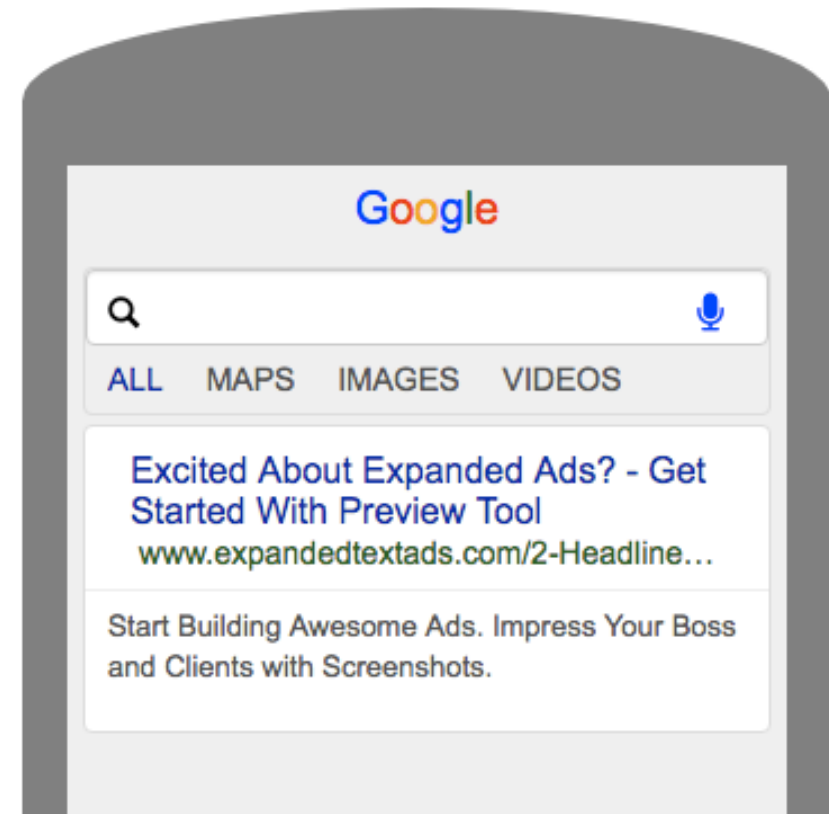 Google
ALL MAPS IMAGES VIDEOS
Excited About Expanded Ads? - Get
Started With Preview Tool
www.expandedtextads.com/2-Headline...
Start Building Awesome Ads. Impress Your Boss
and Clients with Screenshots.